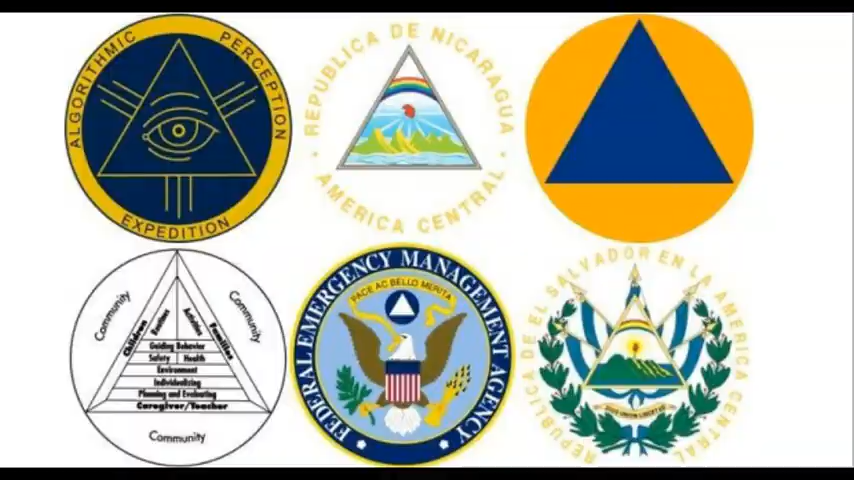 ALGORITHMIC PERCEPTION
EXPEDITION
REPUBLICA DE NICARAGUA
AMERICA CENTRAL
Community
Community
Children
Families
Routines
Activities
Guiding Behavior
Safety Health
Environment
Individualizing
Planning and Evaluating
Caregiver/Teacher
Community
FEDERAL EMERGENCY MANAGEMENT AGENCY
PACE AC BELLO MERITA
REPUBLICA DE EL SALVADOR EN LA AMERICA CENTRAL
DIOS UNION LIBERTAD